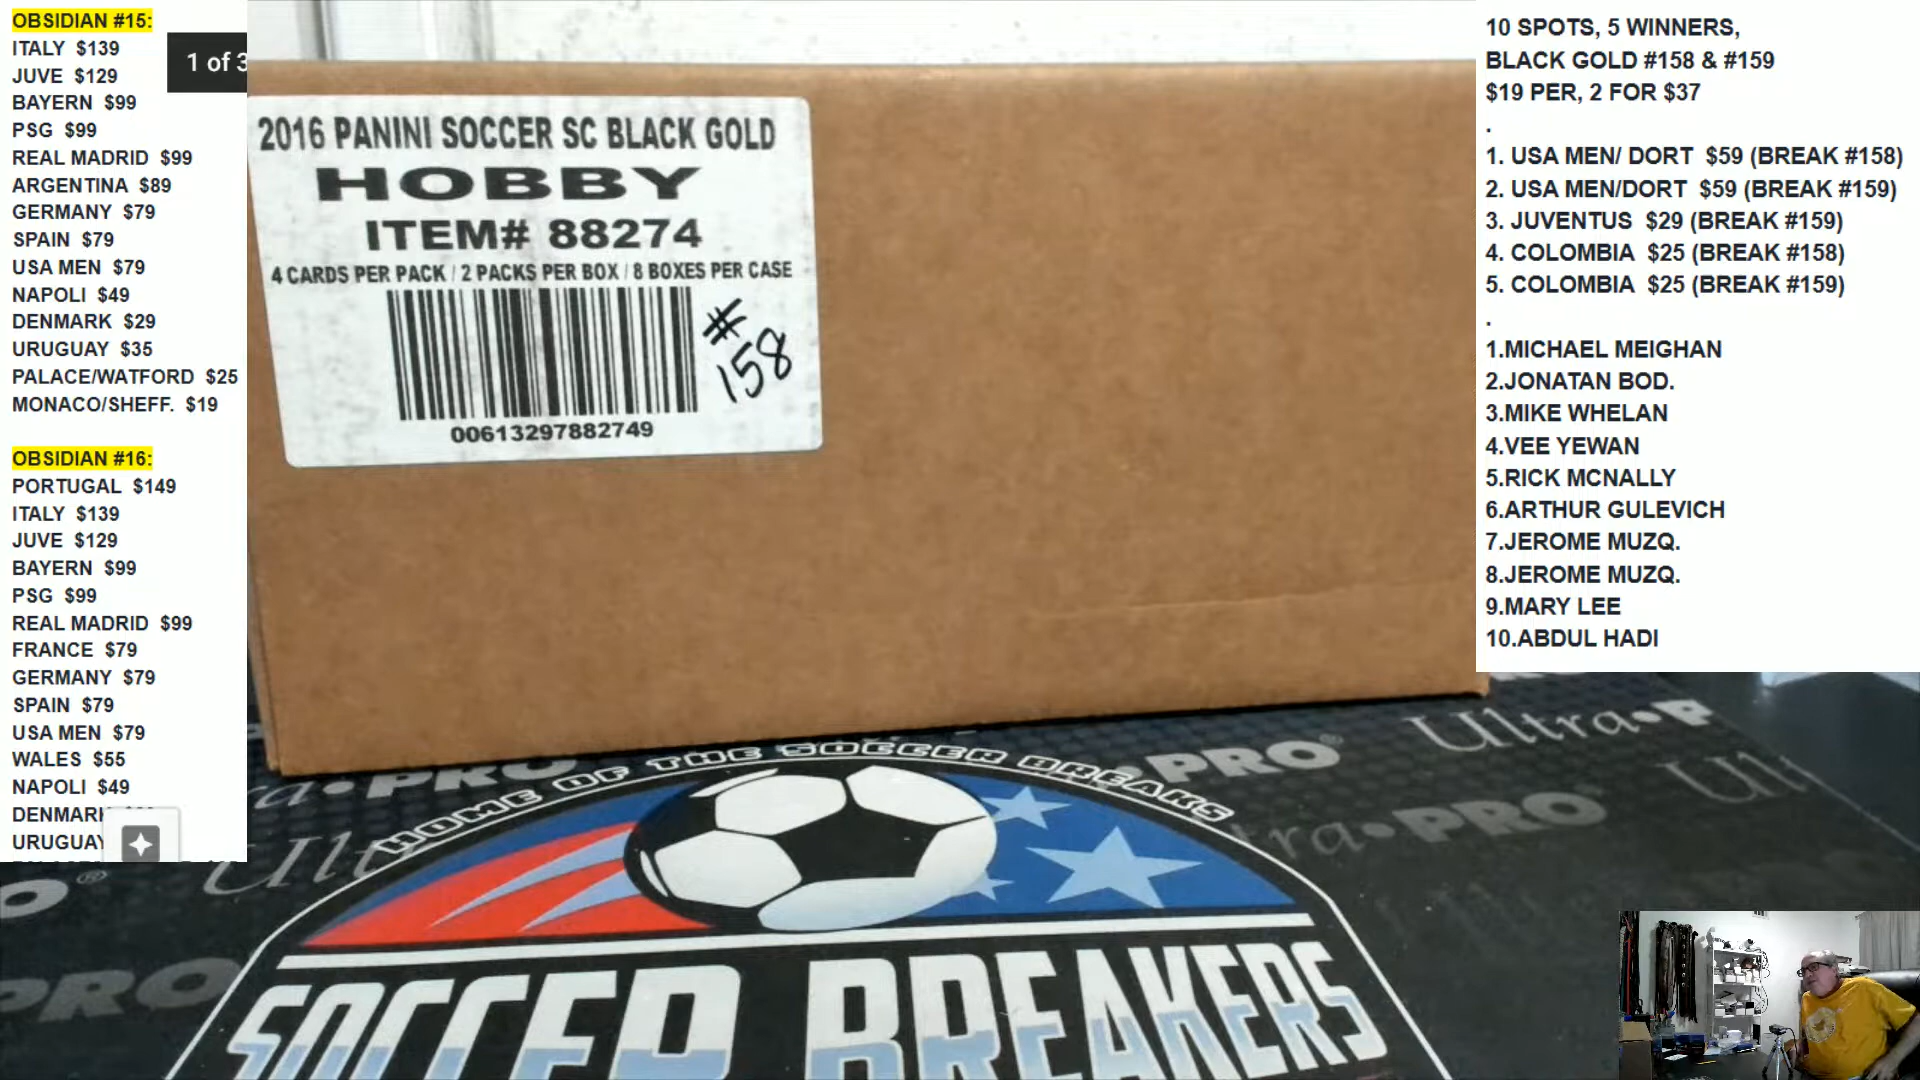 OBSIDIAN #15:
ITALY $139
JUVE $129
BAYERN $99
PSG $99
REAL MADRID $99
ARGENTINA $89
GERMANY $79
SPAIN $79
USA MEN $79
NAPOLI $49
DENMARK $29
URUGUAY $35
PALACE/WATFORD $25
MONACO/SHEFF. $19
OBSIDIAN #16:
PORTUGAL $149
ITALY $139
JUVE $129
BAYERN $99
PSG $99
REAL MADRID $99
FRANCE $79
GERMANY $79
SPAIN $79
USA MEN $79
WALES $55
NAPOLI $49
DENMARK
URUGUAY
1 of 3
2016 PANINI SOCCER SC BLACK GOLD
HOBBY
ITEM# 88274
4 CARDS PER PACK / 2 PACKS PER BOX / 8 BOXES PER CASE
#158
00613297882749
10 SPOTS, 5 WINNERS,
BLACK GOLD #158 & #159
$19 PER, 2 FOR $37
.
1. USA MEN/ DORT $59 (BREAK #158)
2. USA MEN/DORT $59 (BREAK #159)
3. JUVENTUS $29 (BREAK #159)
4. COLOMBIA $25 (BREAK #158)
5. COLOMBIA $25 (BREAK #159)
.
1.MICHAEL MEIGHAN
2.JONATAN BOD.
3.MIKE WHELAN
4.VEE YEWAN
5.RICK MCNALLY
6.ARTHUR GULEVICH
7.JEROME MUZQ.
8.JEROME MUZQ.
9.MARY LEE
10.ABDUL HADI
HOME OF THE SOCCER BREAKS
SOCCER BREAKERS
Ultra•P
PRO®
tra•PRO®